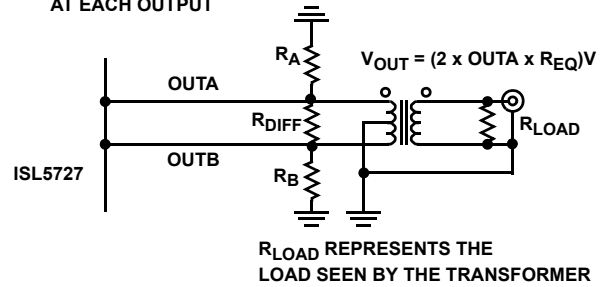 AT EACH OUTPUT
RA
VOUT = (2 x OUTA x REQ)V
OUTA
RDIFF
RLOAD
OUTB
ISL5727
RB
RLOAD REPRESENTS THE
LOAD SEEN BY THE TRANSFORMER